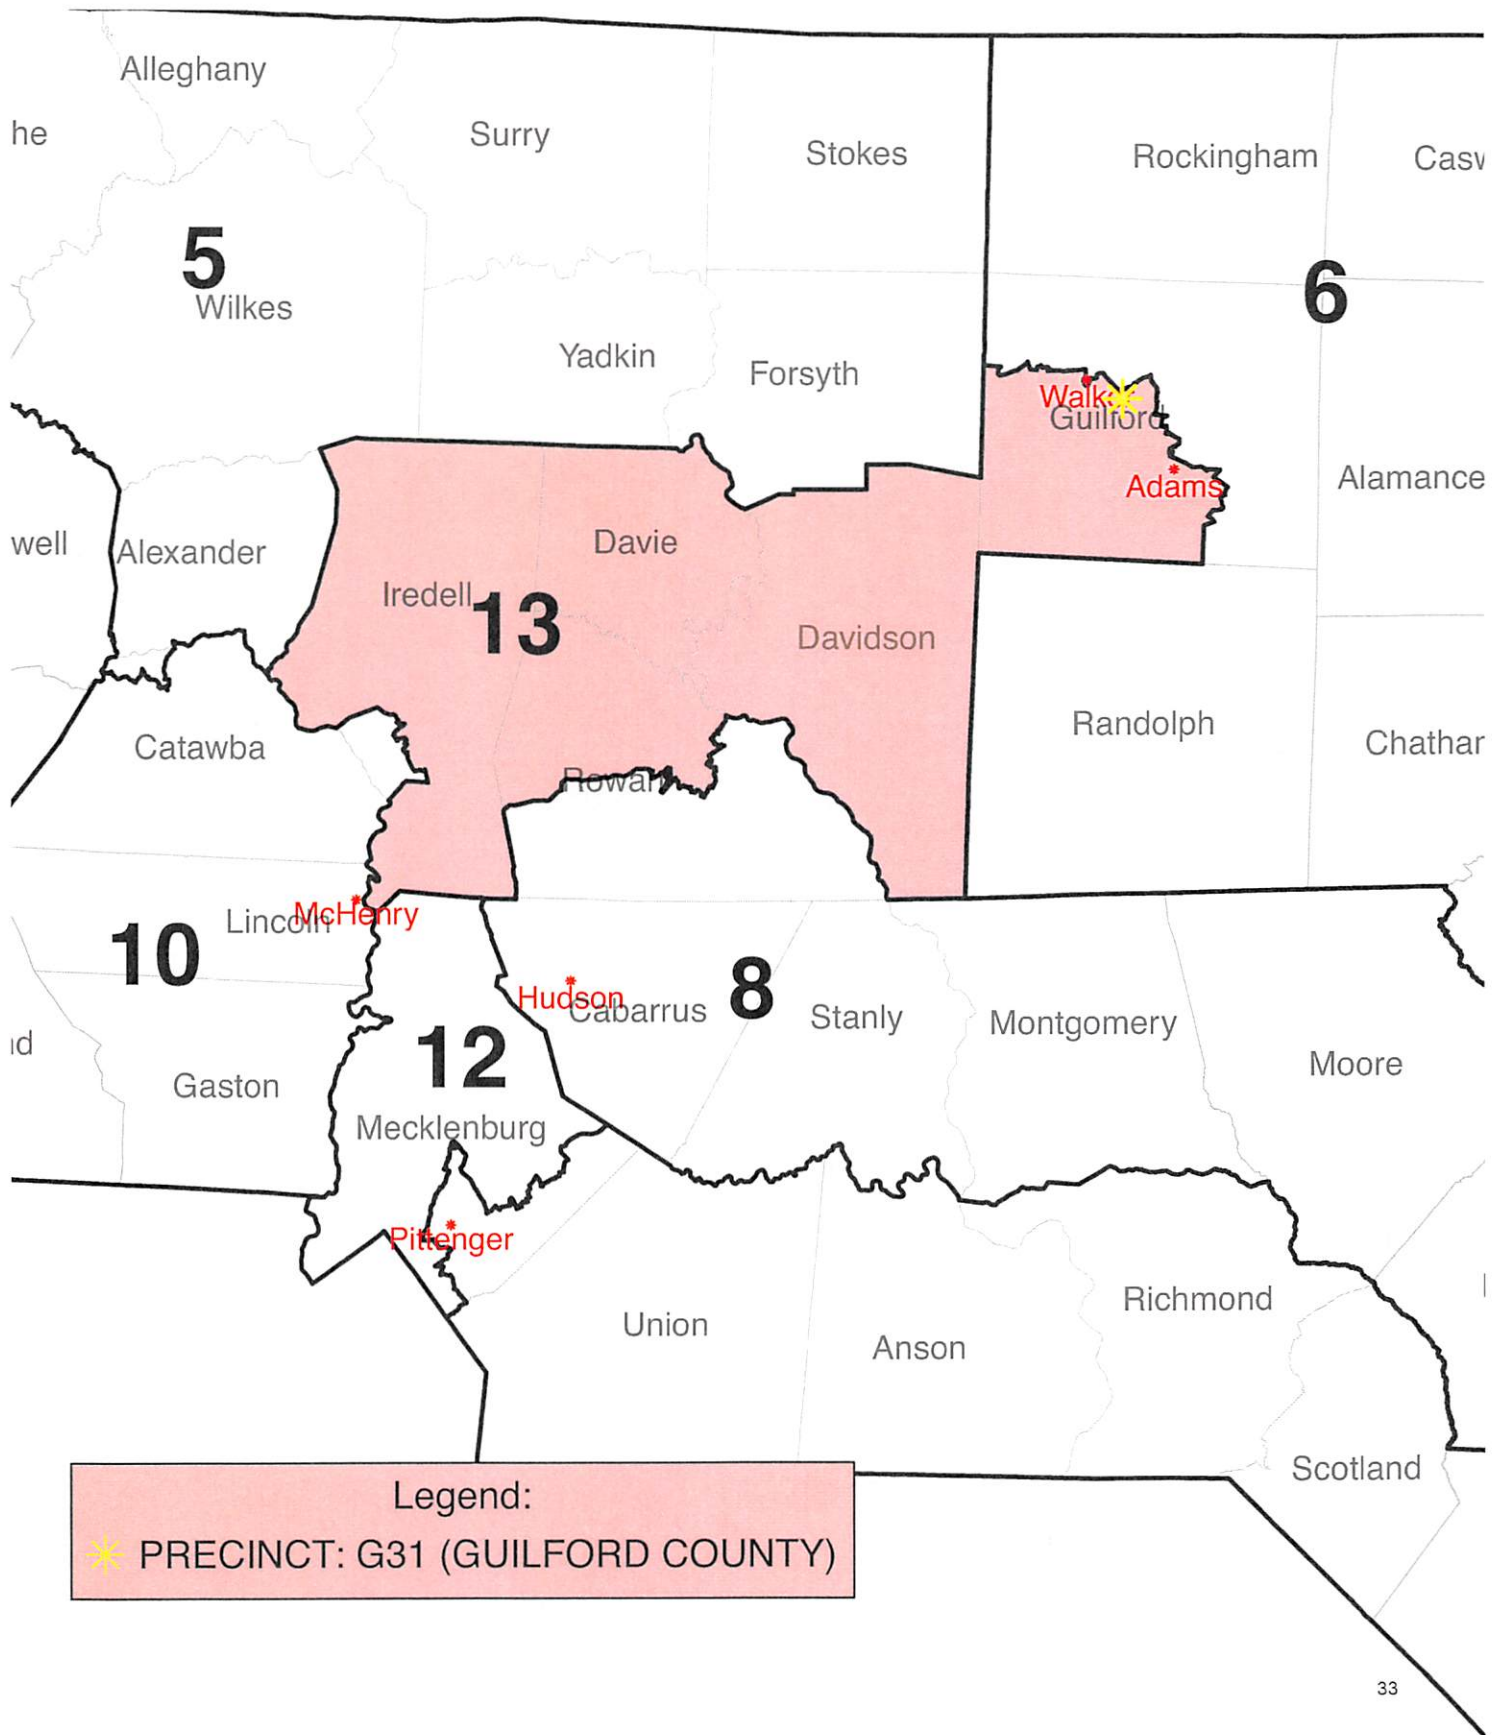 Alleghany
he
Surry
Stokes
Rockingham
Casw
5
Wilkes
6
Yadkin
Forsyth
Guilford
Adams
Alamance
well
Alexander
Davie
Iredell
13
Davidson
Randolph
Catawba
Chathar
Rowan
McHenry
Lincoln
10
Hudson
Cabarrus
8
Stanly
Montgomery
Moore
12
Gaston
Mecklenburg
Pittenger
Union
Anson
Richmond
Scotland
Legend:
PRECINCT: G31 (GUILFORD COUNTY)
33